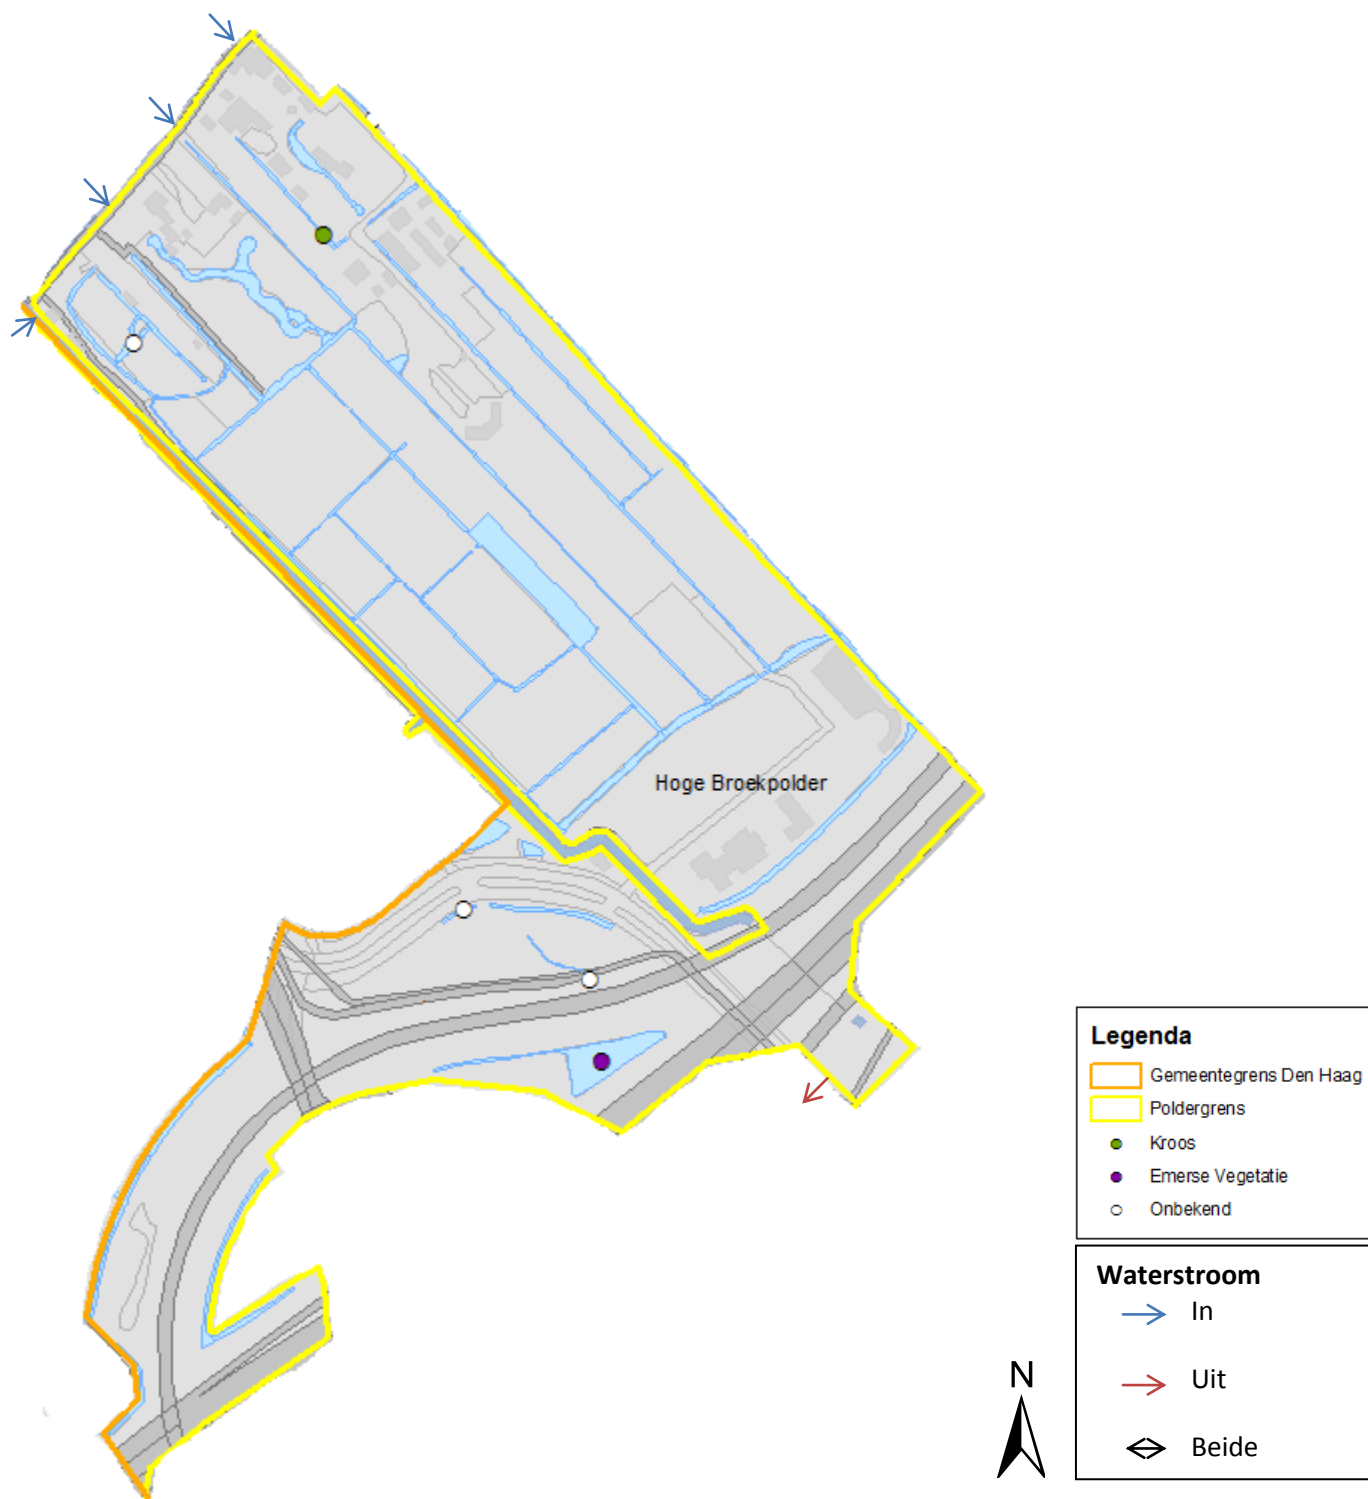 Hoge Broekpolder
Legenda
Gemeentegrens Den Haag
Poldergrens
Kroos
Emerse Vegetatie
Onbekend
Waterstroom
In
Uit
Beide
N